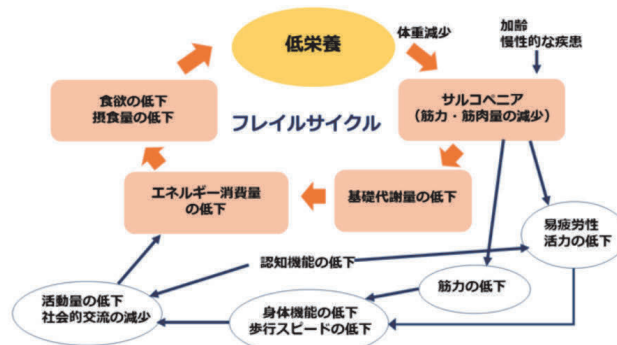 低栄養
体重減少
加齢
慢性的な疾患
食欲の低下
摂食量の低下
フレイルサイクル
サルコペニア
（筋力・筋肉量の減少）
エネルギー消費量
の低下
基礎代謝量の低下
易疲労性
活力の低下
認知機能の低下
筋力の低下
活動量の低下
社会的交流の減少
身体機能の低下
歩行スピードの低下